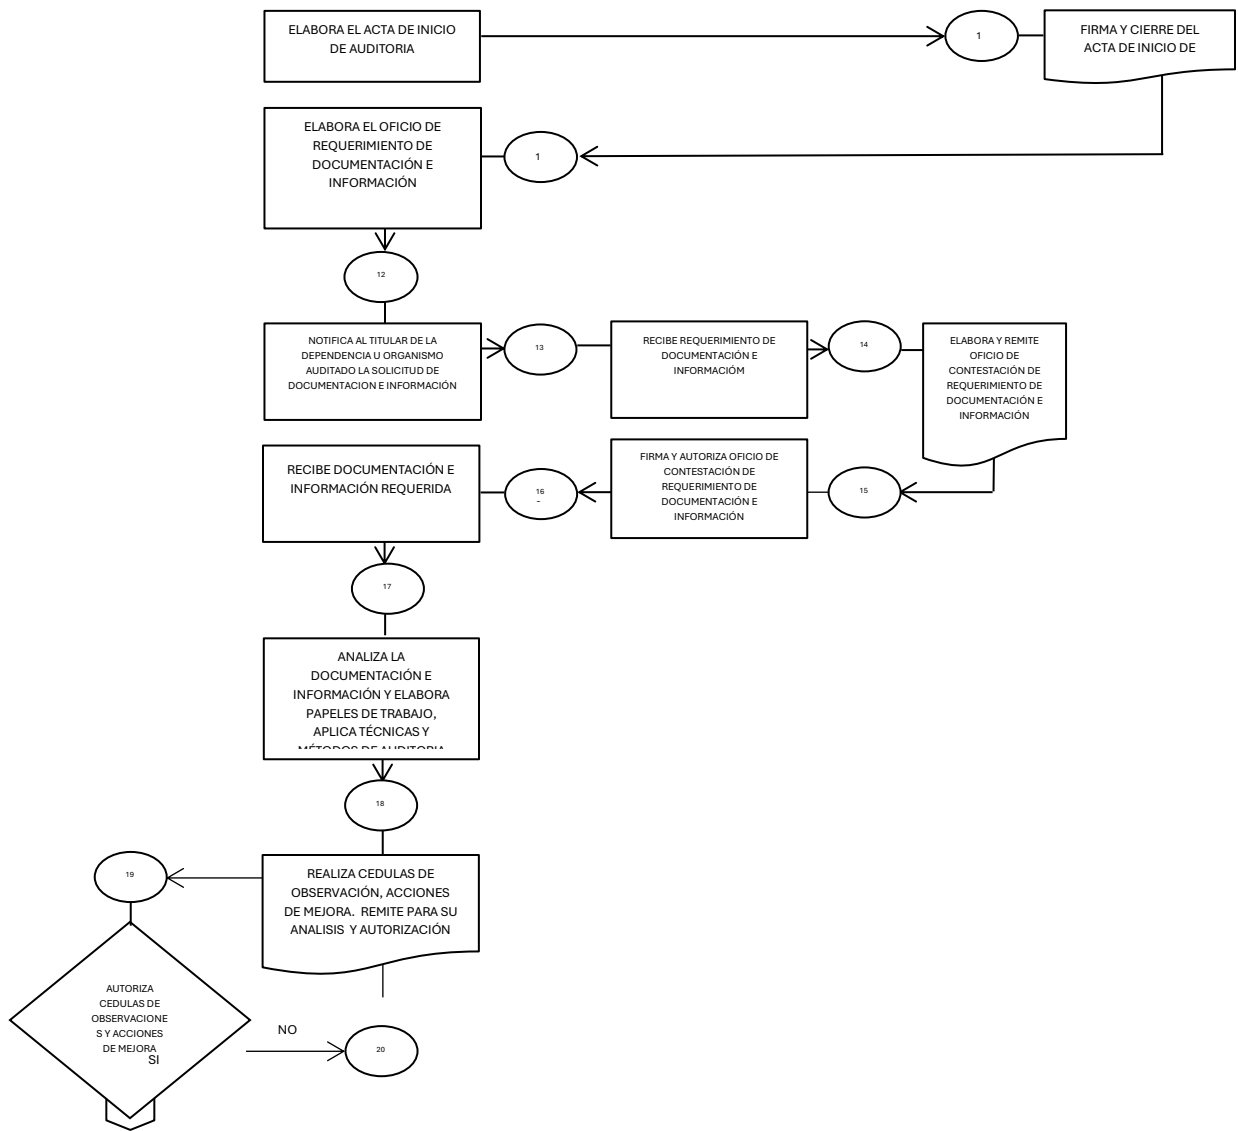 ELABORA EL ACTA DE INICIO
DE AUDITORIA
1
FIRMA Y CIERRE DEL
ACTA DE INICIO DE
ELABORA EL OFICIO DE
REQUERIMIENTO DE
DOCUMENTACIÓN E
INFORMACIÓN
1
12
NOTIFICA AL TITULAR DE LA
DEPENDENCIA U ORGANISMO
AUDITADO LA SOLICITUD DE
DOCUMENTACION E INFORMACIÓN
13
RECIBE REQUERIMIENTO DE
DOCUMENTACIÓN E
INFORMACIÓM
14
ELABORA Y REMITE
OFICIO DE
CONTESTACIÓN DE
REQUERIMIENTO DE
DOCUMENTACIÓN E
INFORMACIÓN
RECIBE DOCUMENTACIÓN E
INFORMACIÓN REQUERIDA
16
-
FIRMA Y AUTORIZA OFICIO DE
CONTESTACIÓN DE
REQUERIMIENTO DE
DOCUMENTACIÓN E
INFORMACIÓN
15
17
ANALIZA LA
DOCUMENTACIÓN E
INFORMACIÓN Y ELABORA
PAPELES DE TRABAJO,
APLICA TÉCNICAS Y
MÉTODOS DE AUDITORIA
18
19
REALIZA CEDULAS DE
OBSERVACIÓN, ACCIONES
DE MEJORA. REMITE PARA SU
ANALISIS Y AUTORIZACIÓN
AUTORIZA
CEDULAS DE
OBSERVACIONE
S Y ACCIONES
DE MEJORA
SI
NO
20